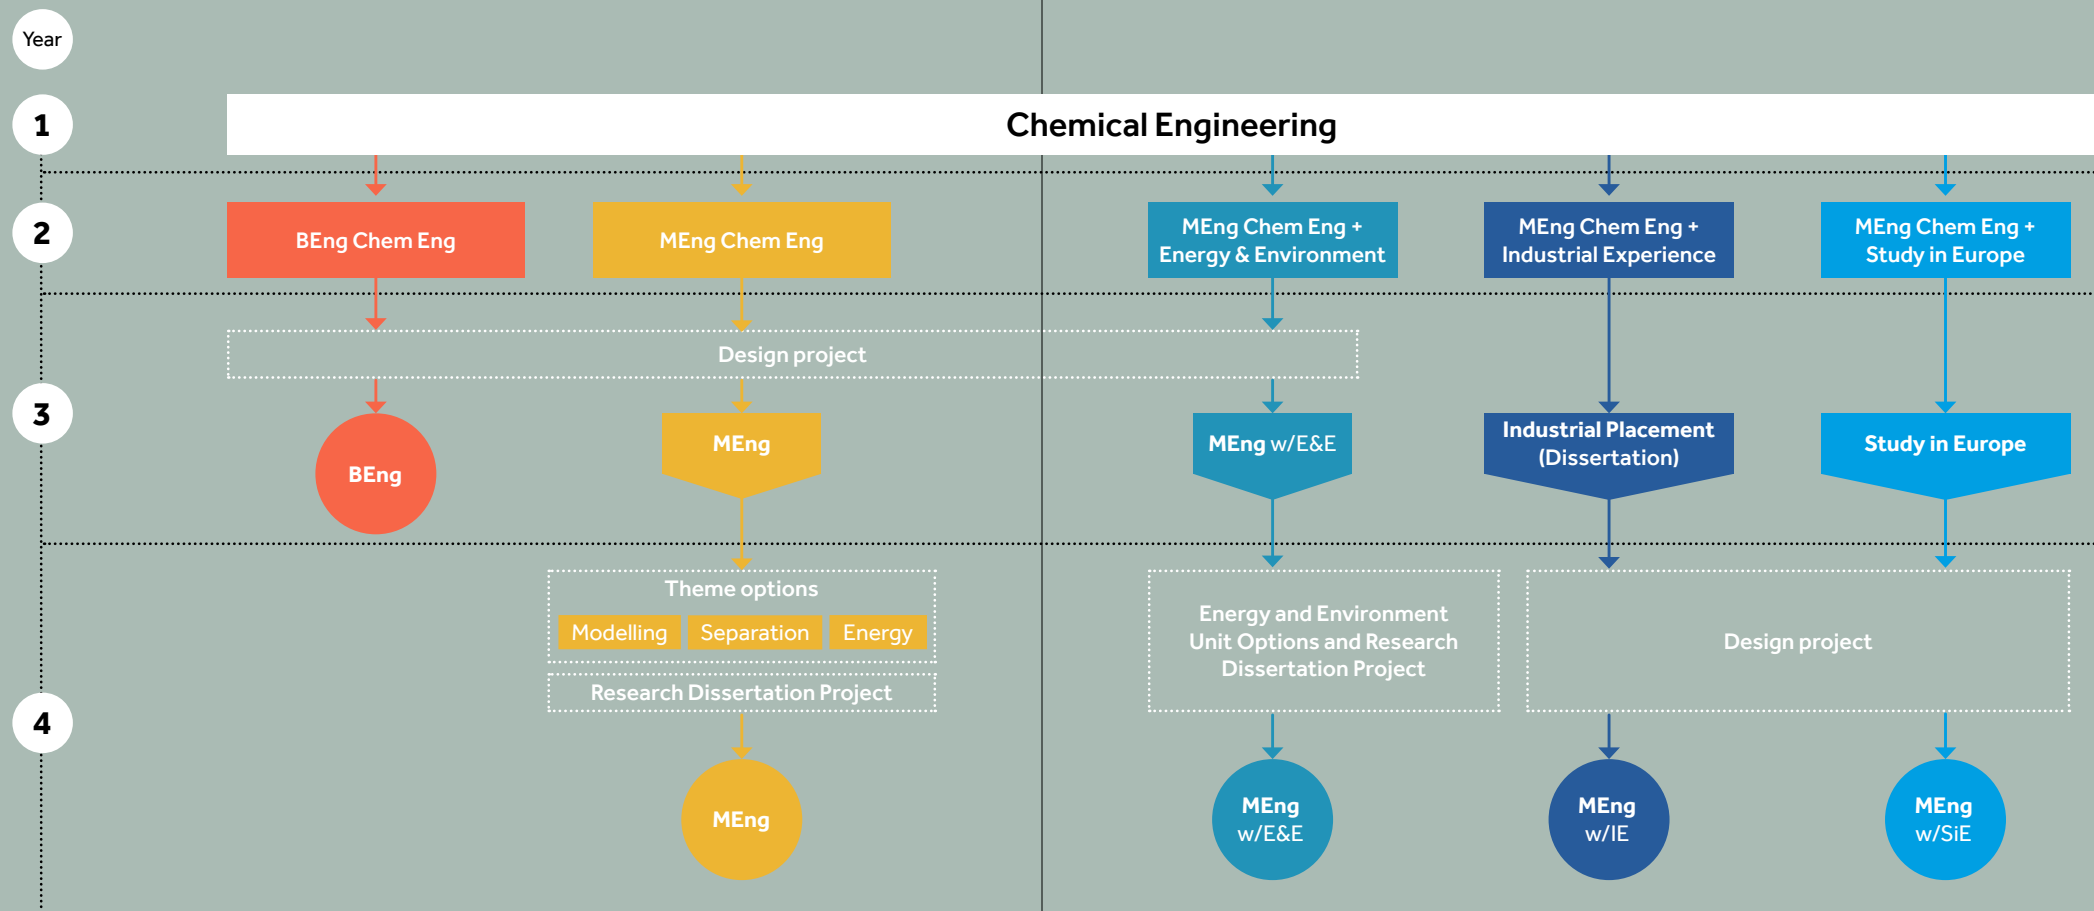 Year
1
Chemical Engineering
2
BEng Chem Eng
MEng Chem Eng
MEng Chem Eng +
Energy & Environment
MEng Chem Eng +
Industrial Experience
MEng Chem Eng +
Study in Europe
Design project
3
BEng
MEng
MEng w/E&E
Industrial Placement
(Dissertation)
Study in Europe
Theme options
Modelling
Separation
Energy
Research Dissertation Project
Energy and Environment
Unit Options and Research
Dissertation Project
Design project
4
MEng
MEng
w/E&E
MEng
w/IE
MEng
w/SiE